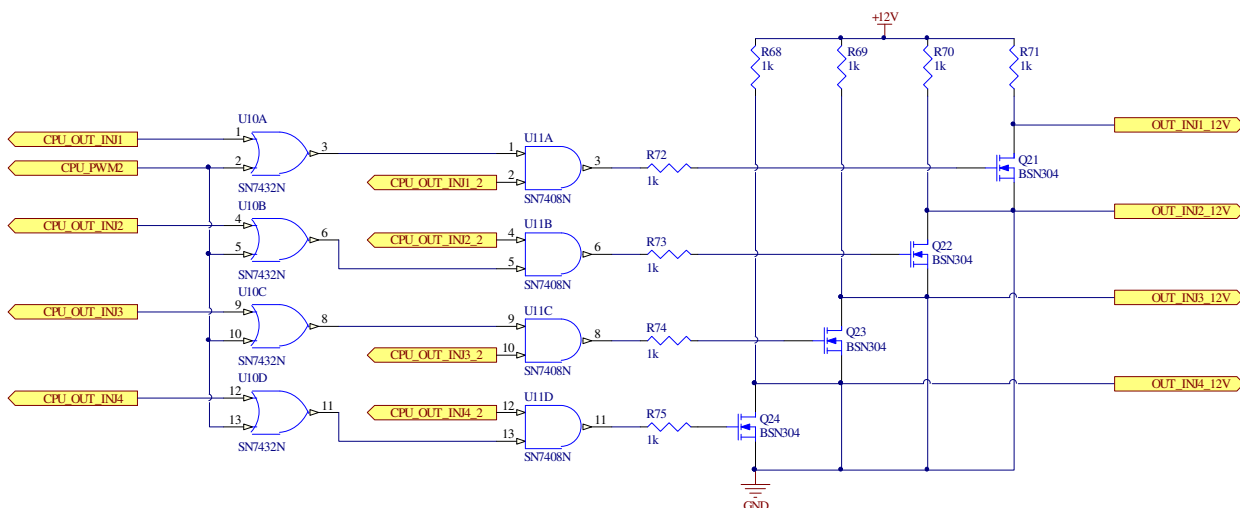 +12V
R68
1k
R69
1k
R70
1k
R71
1k
U10A
CPU_OUT_INJ1
1
3
CPU_PWM2
2
SN7432N
U11A
1
3
CPU_OUT_INJ1_2
2
SN7408N
R72
1k
OUT_INJ1_12V
Q21
BSN304
U10B
CPU_OUT_INJ2
4
6
5
SN7432N
U11B
CPU_OUT_INJ2_2
4
6
5
SN7408N
R73
1k
OUT_INJ2_12V
Q22
BSN304
U10C
CPU_OUT_INJ3
9
8
10
SN7432N
U11C
9
8
CPU_OUT_INJ3_2
10
SN7408N
R74
1k
OUT_INJ3_12V
Q23
BSN304
U10D
CPU_OUT_INJ4
12
11
13
SN7432N
U11D
CPU_OUT_INJ4_2
12
11
13
SN7408N
R75
1k
OUT_INJ4_12V
Q24
BSN304
GND